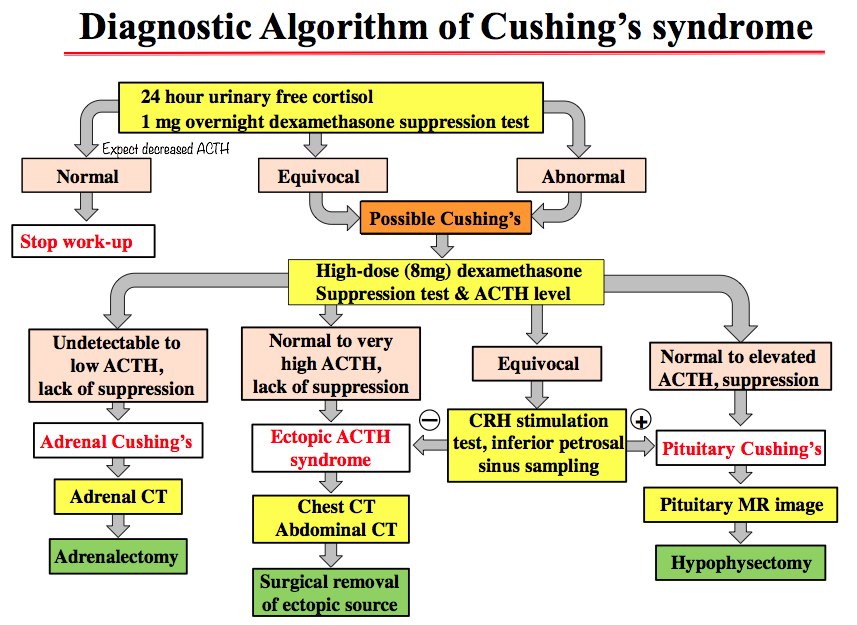 Diagnostic Algorithm of Cushing's syndrome
24 hour urinary free cortisol
1 mg overnight dexamethasone suppression test
Expect decreased ACTH
Normal
Equivocal
Abnormal
Possible Cushing's
Stop work-up
High-dose (8mg) dexamethasone
Suppression test & ACTH level
Undetectable to
low ACTH,
lack of suppression
Normal to very
high ACTH,
lack of suppression
Equivocal
Normal to elevated
ACTH, suppression
Adrenal Cushing's
Ectopic ACTH
syndrome
−
CRH stimulation
test, inferior petrosal
sinus sampling
+
Pituitary Cushing's
Adrenal CT
Chest CT
Abdominal CT
Pituitary MR image
Adrenalectomy
Surgical removal
of ectopic source
Hypophysectomy